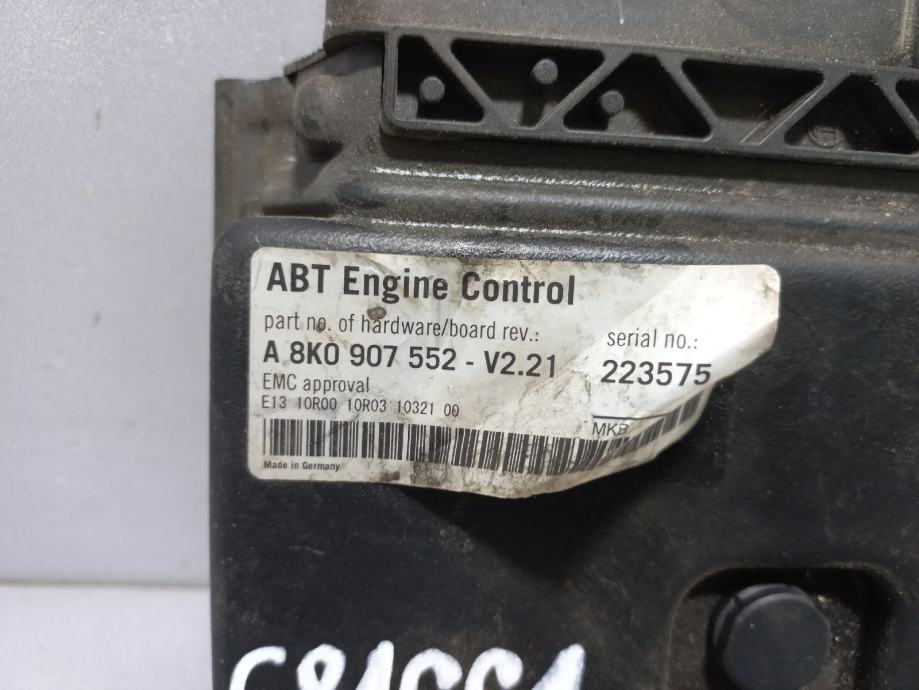 ABT Engine Control
part no. of hardware/board rev.:
A 8K0 907 552 - V2.21
serial no.:
223575
EMC approval
E13 10R00 10R03 10321 00
MKB
Made in Germany